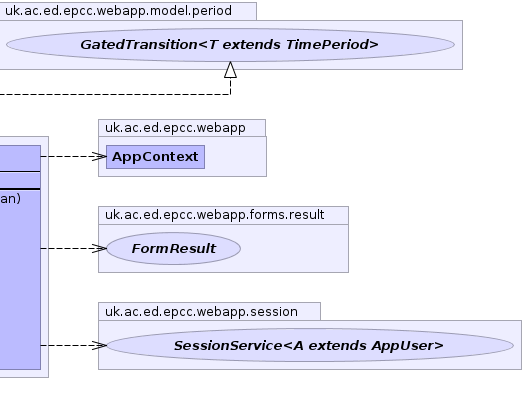 uk.ac.ed.epcc.webapp.model.period
GatedTransition<T extends TimePeriod>
uk.ac.ed.epcc.webapp
AppContext
an)
uk.ac.ed.epcc.webapp.forms.result
FormResult
uk.ac.ed.epcc.webapp.session
SessionService<A extends AppUser>